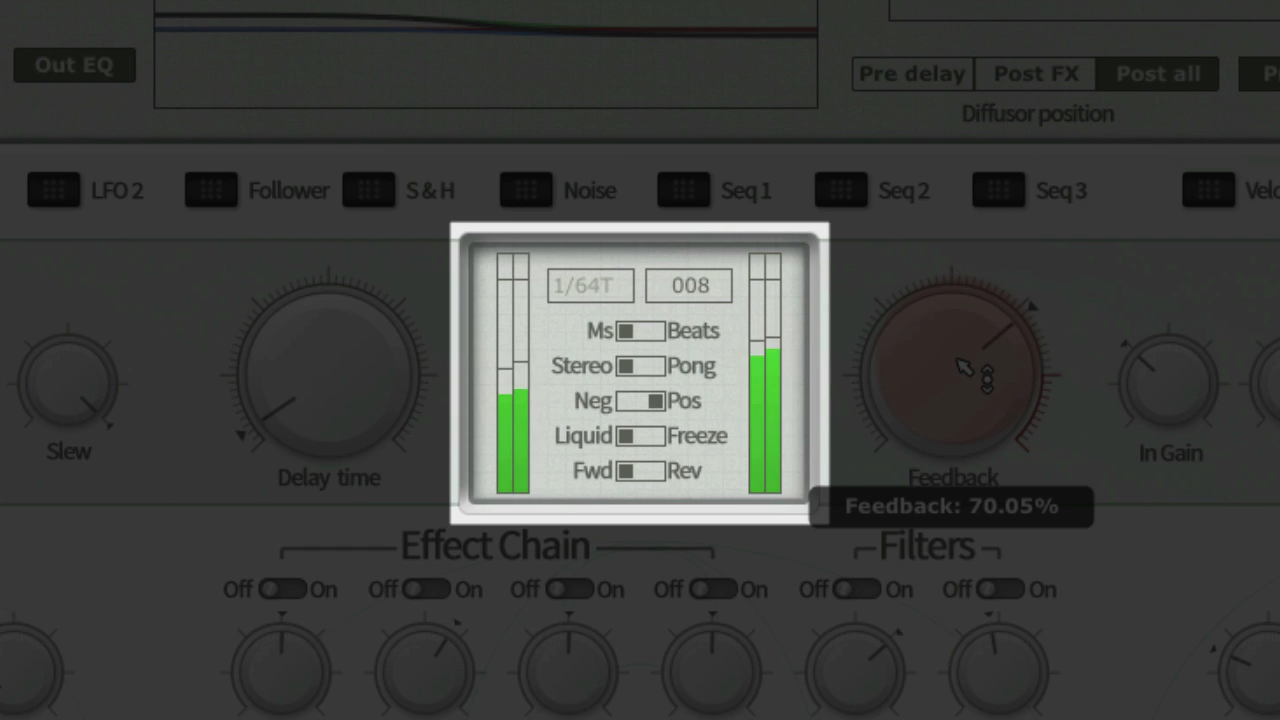 Out EQ
Pre delay Post FX Post all
Diffusor position
LFO 2 Follower S & H Noise Seq 1 Seq 2 Seq 3
1/64T 008
Ms Beats
Stereo Pong
Neg Pos
Liquid Freeze
Fwd Rev
Slew
Delay time
Feedback
In Gain
Feedback: 70.05%
Effect Chain Filters
Off On Off On Off On Off On Off On Off On